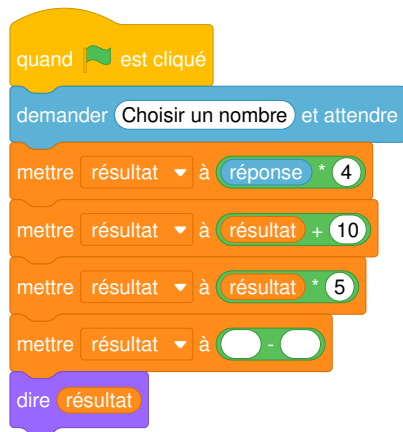 quand est cliqué
demander Choisir un nombre et attendre
mettre résultat à réponse * 4
mettre résultat à résultat + 10
mettre résultat à résultat * 5
mettre résultat à -
dire résultat